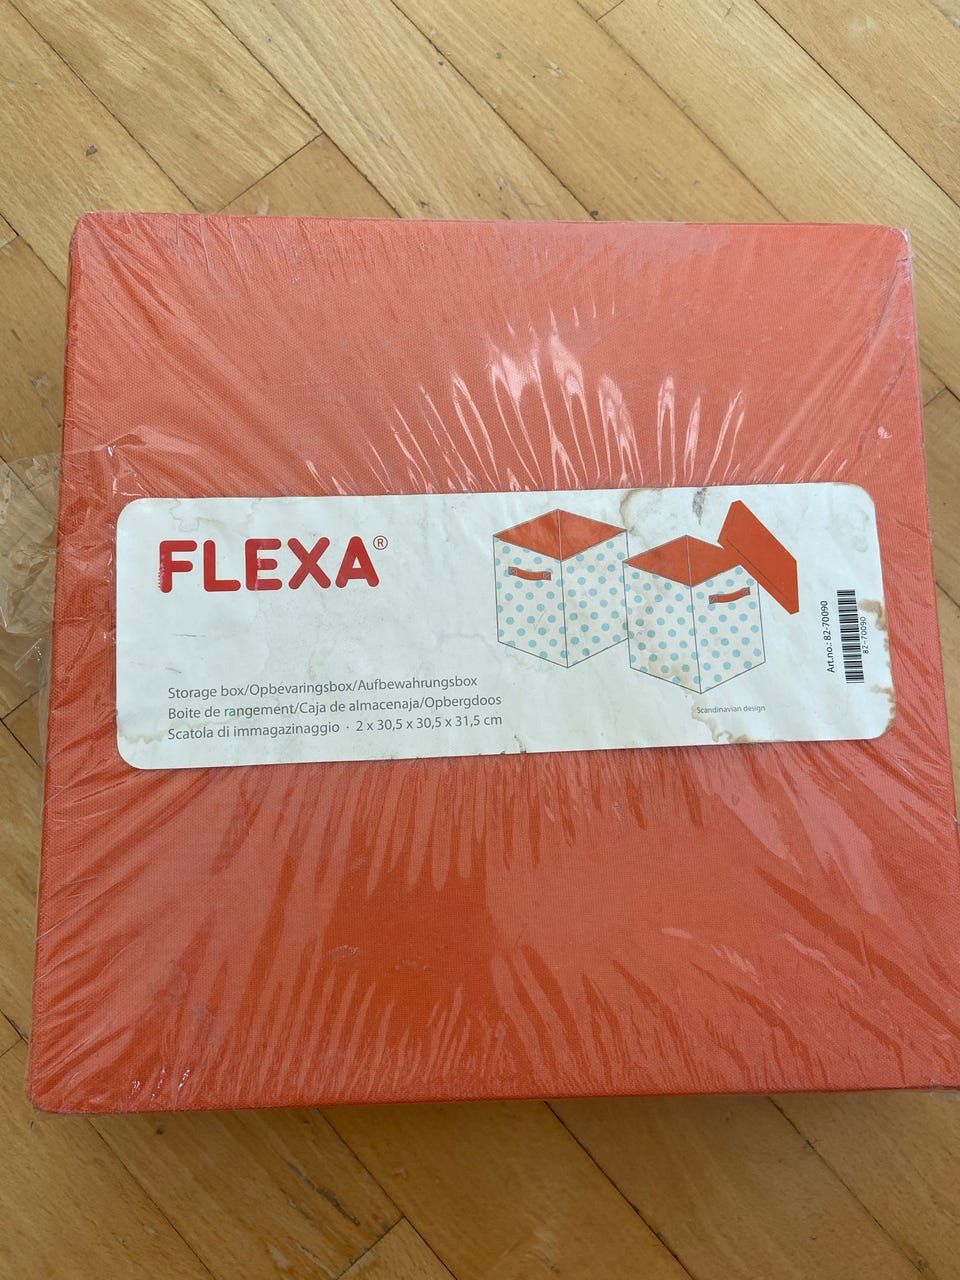 FLEXA®
Storage box/Opbevaringsbox/Aufbewahrungsbox
Boite de rangement/Caja de almacenaja/Opbergdoos
Scatola di immagazinaggio · 2 x 30,5 x 30,5 x 31,5 cm
Scandinavian design
Art.no.: 82-70090
82-70090